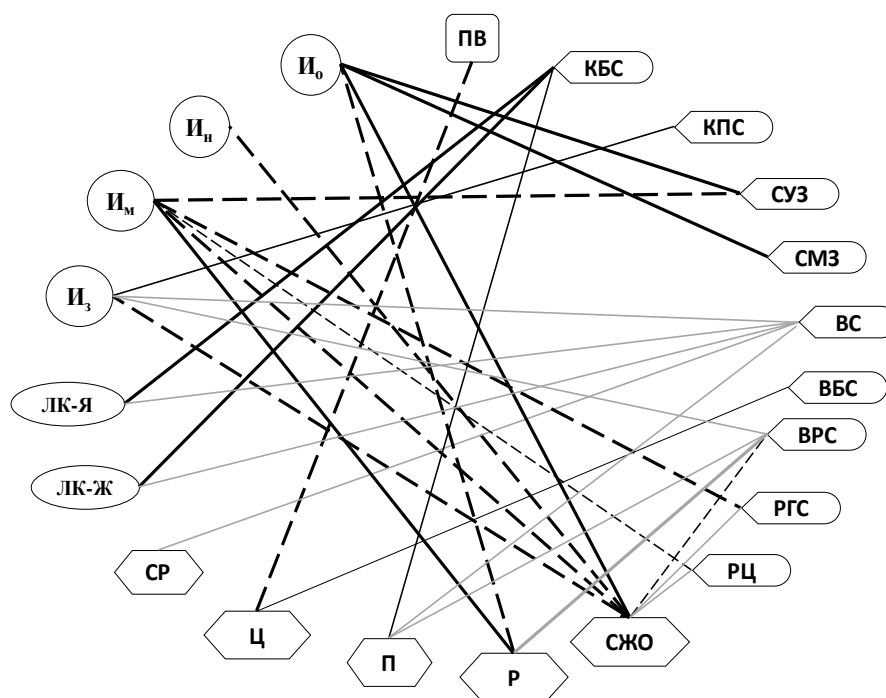 ПВ
КБС
Ио
КПС
Ин
СУЗ
Им
СМЗ
Из
ВС
ВБС
ЛК-Я
ВРС
ЛК-Ж
РГС
СР
РЦ
Ц
П
Р
СЖО